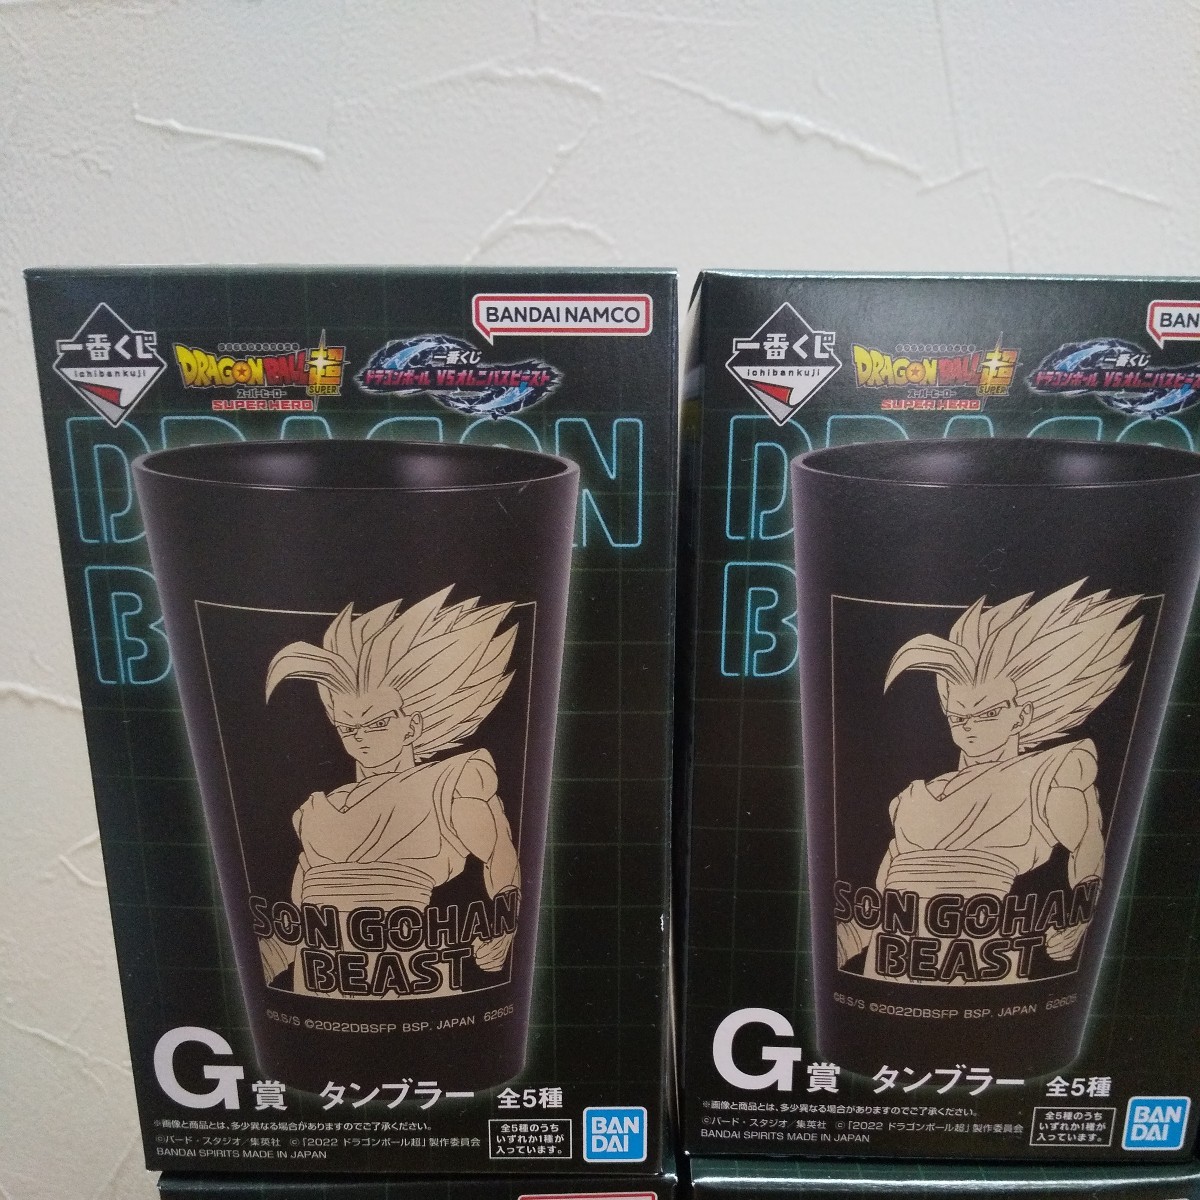 BANDAI NAMCO
一番くじ
ichibankuji
DRAGON BALL超
SUPER
スーパーヒーロー
SUPER HERO
一番くじ
ドラゴンボール VSオムニバスビースト
DRAGON
B
SON GOHAN
BEAST
©B.S/S ©2022DBSFP BSP. JAPAN 62605
G賞 タンブラー 全5種
※画像と商品とは、多少異なる場合がありますのでご了承ください。
©バード・スタジオ／集英社 ©「2022 ドラゴンボール超」製作委員会
BANDAI SPIRITS MADE IN JAPAN
全5種のうち
いずれか1種が
入っています。
BAN
DAI
BAN
一番くじ
ichibankuji
DRAGON BALL超
SUPER
スーパーヒーロー
SUPER HERO
一番くじ
ドラゴンボール VSオムニバスビース
D
B
SON GOHAN
BEAST
©B.S/S ©2022DBSFP BSP. JAPAN 62605
G賞 タンブラー 全5種
※画像と商品とは、多少異なる場合がありますのでご了承ください。
©バード・スタジオ／集英社 ©「2022 ドラゴンボール超」製作委員会
BANDAI SPIRITS MADE IN JAPAN
全5種のうち
いずれか1種が
入っています。
BAN
DAI
BANDAI NAMCO